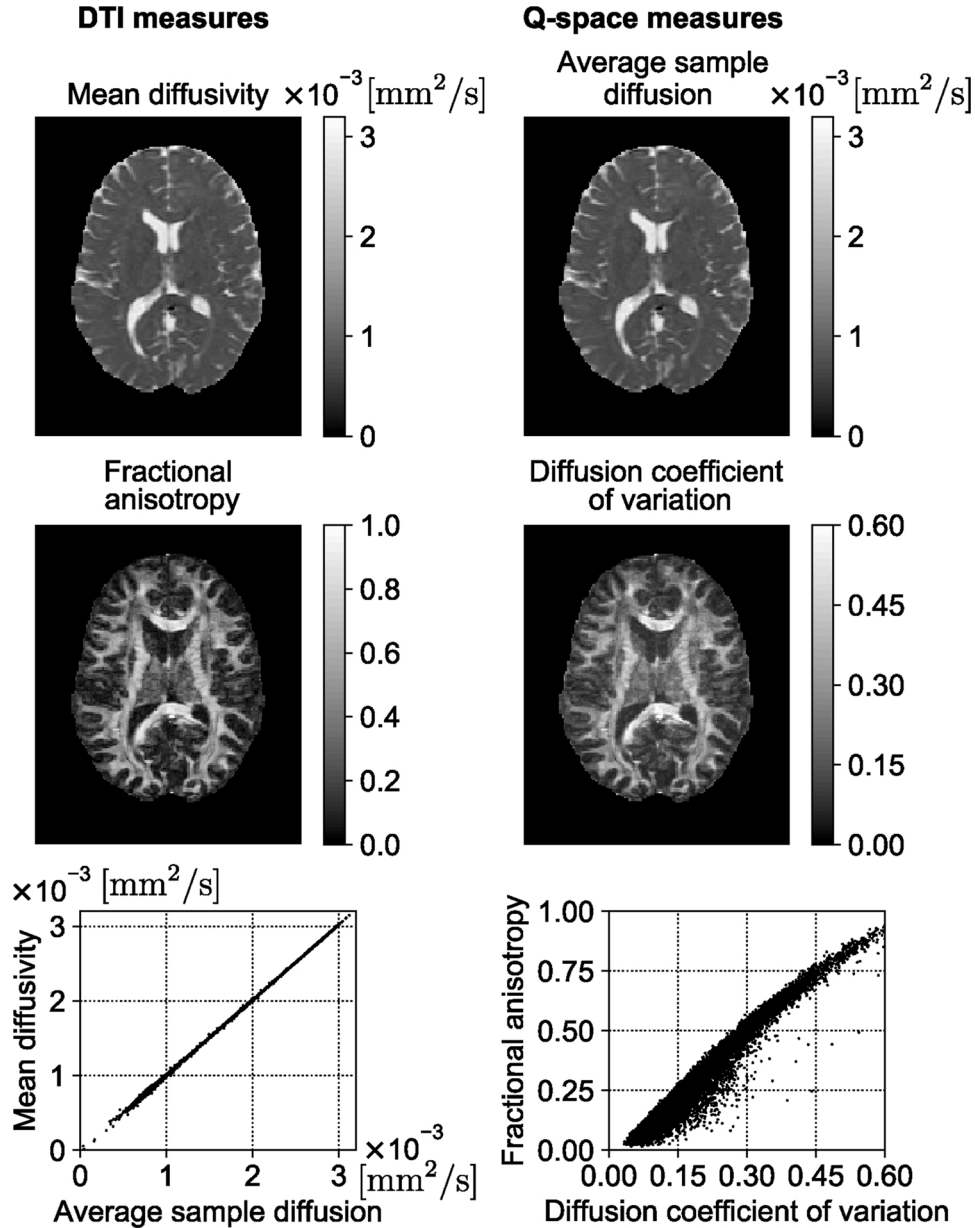 DTI measures
Q-space measures
Mean diffusivity ×10⁻³ [mm²/s]
Average sample
diffusion ×10⁻³ [mm²/s]
3
2
1
0
3
2
1
0
Fractional
anisotropy
Diffusion coefficient
of variation
1.0
0.8
0.6
0.4
0.2
0.0
0.60
0.45
0.30
0.15
0.00
×10⁻³ [mm²/s]
Mean diffusivity
3
2
1
0
0 1 2 3
×10⁻³
[mm²/s]
Average sample diffusion
Fractional anisotropy
1.00
0.75
0.50
0.25
0.00
0.00 0.15 0.30 0.45 0.60
Diffusion coefficient of variation